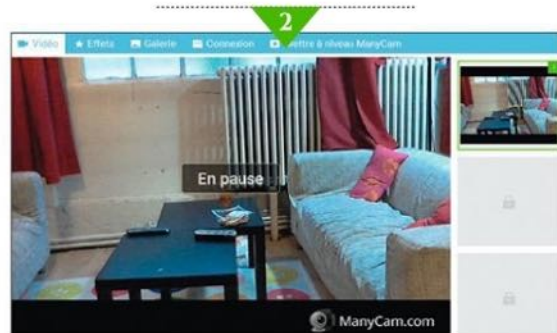 2
Vidéo Effets Galerie Connexion Mettre à niveau ManyCam
En pause
ManyCam.com